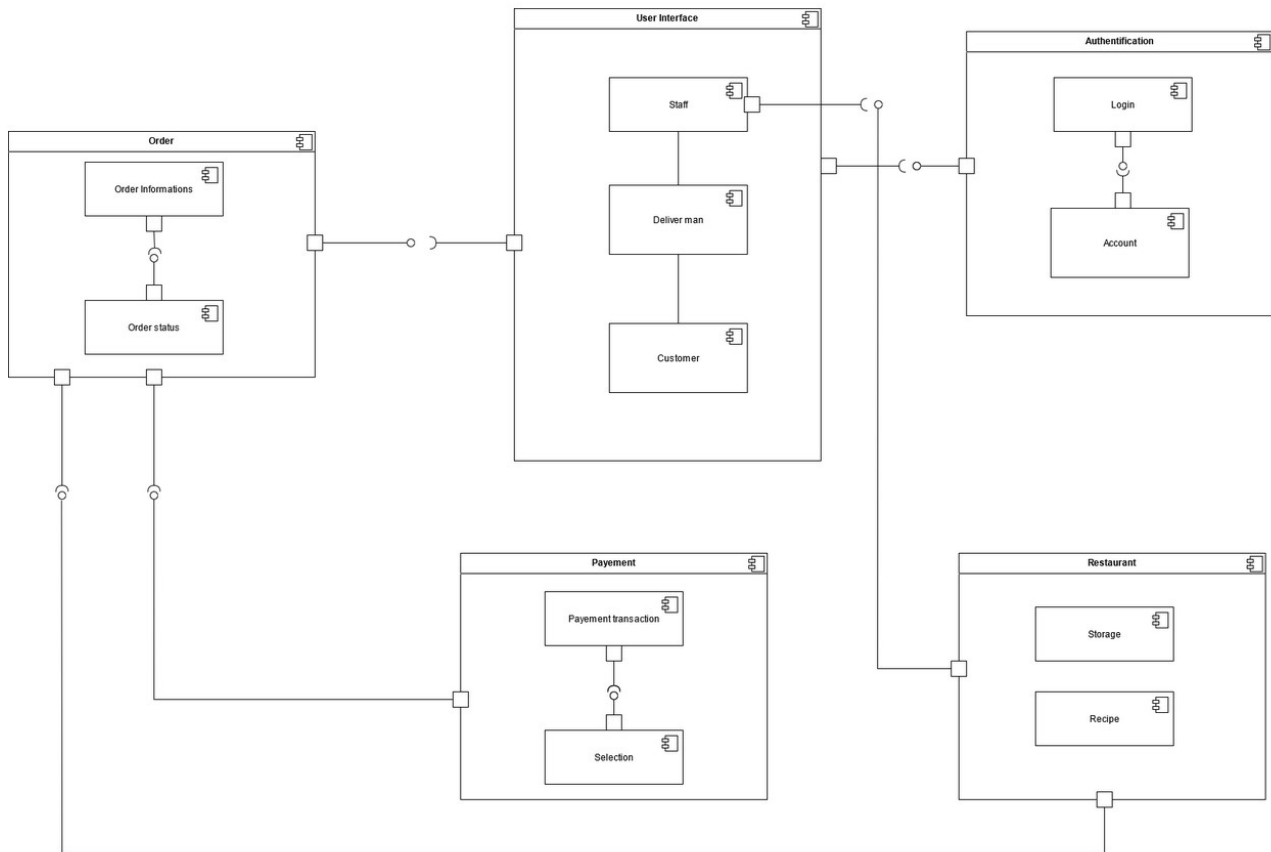 User Interface
Authentification
Staff
Login
Order
Order Informations
Deliver man
Account
Order status
Customer
Payement
Restaurant
Payement transaction
Storage
Recipe
Selection